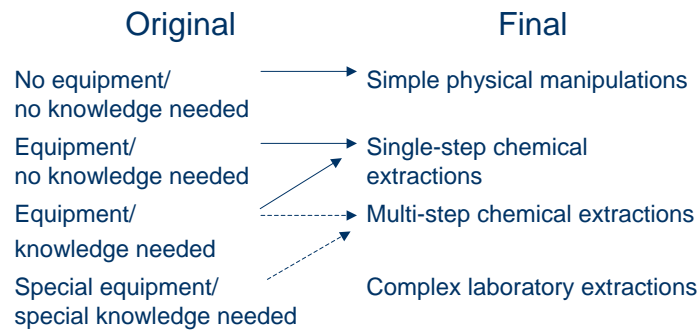 Original
Final
No equipment/
no knowledge needed
Simple physical manipulations
Equipment/
no knowledge needed
Single-step chemical
extractions
Equipment/
knowledge needed
Multi-step chemical extractions
Special equipment/
special knowledge needed
Complex laboratory extractions